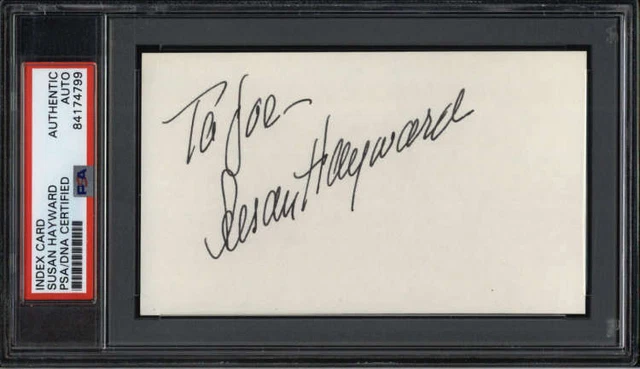 INDEX CARD
SUSAN HAYWARD
PSA/DNA CERTIFIED
AUTHENTIC
AUTO
84174799
PSA
To Joe-
Susan Hayward